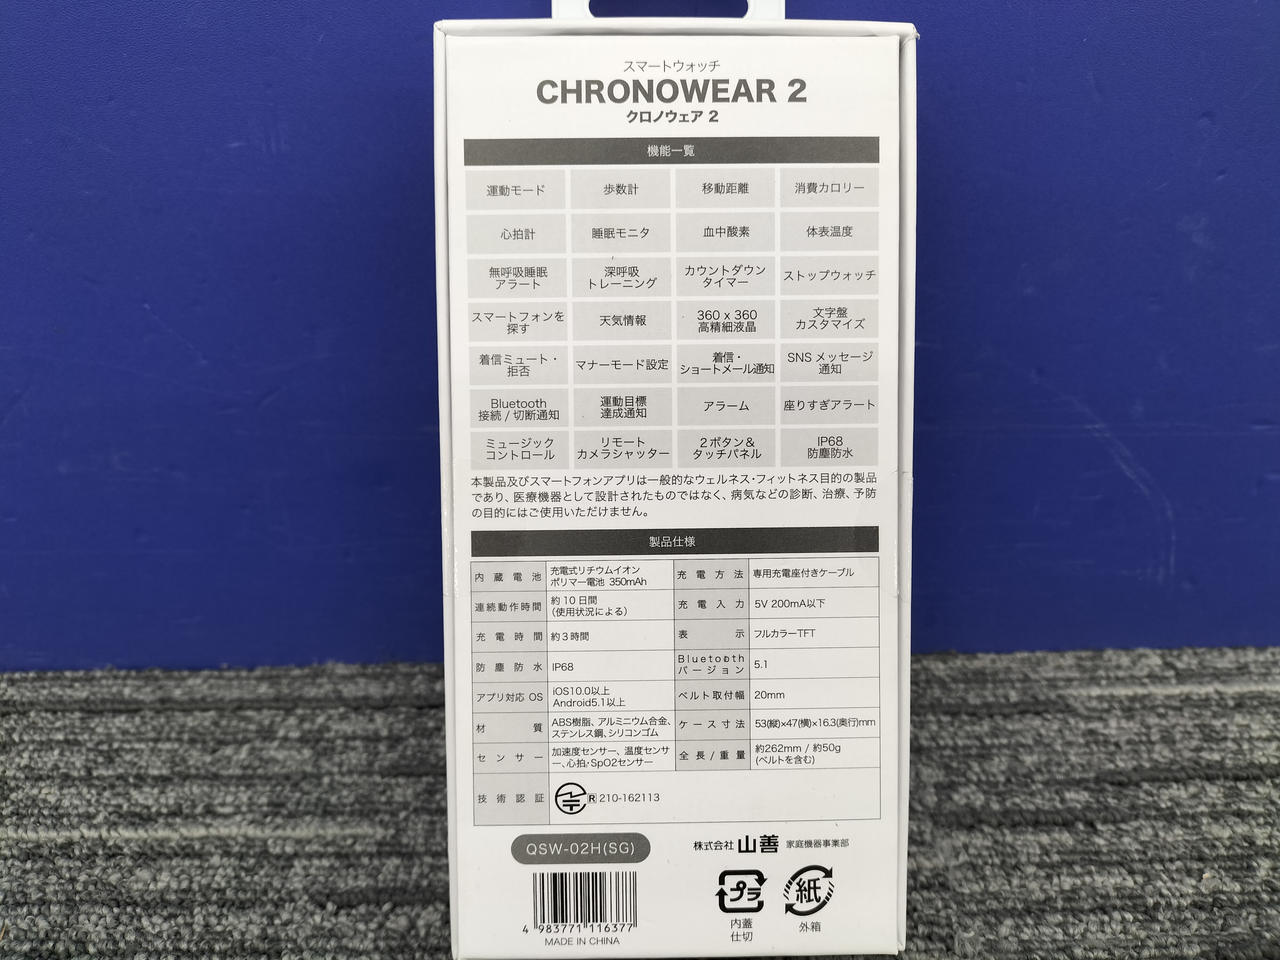 スマートウォッチ
CHRONOWEAR 2
クロノウェア 2
機能一覧
運動モード 歩数計 移動距離 消費カロリー
心拍計 睡眠モニタ 血中酸素 体表温度
無呼吸睡眠
アラート
深呼吸
トレーニング
カウントダウン
タイマー
ストップウォッチ
スマートフォンを
探す
天気情報
360 x 360
高精細液晶
文字盤
カスタマイズ
着信ミュート・
拒否
マナーモード設定
着信・
ショートメール通知
SNS メッセージ
通知
Bluetooth
接続 / 切断通知
運動目標
達成通知
アラーム
座りすぎアラート
ミュージック
コントロール
リモート
カメラシャッター
2ボタン&
タッチパネル
IP68
防塵防水
本製品及びスマートフォンアプリは一般的なウェルネス・フィットネス目的の製品
であり、医療機器として設計されたものではなく、病気などの診断、治療、予防
の目的にはご使用いただけません。
製品仕様
内蔵電池
充電式リチウムイオン
ポリマー電池 350mAh
充電方法
専用充電座付きケーブル
連続動作時間
約10日間
(使用状況による)
充電入力
5V 200mA以下
充電時間
約3時間
表示
フルカラーTFT
防塵防水
IP68
Bluetooth
バージョン
5.1
アプリ対応 OS
iOS10.0以上
Android5.1以上
ベルト取付幅
20mm
材質
ABS樹脂、アルミニウム合金、
ステンレス鋼、シリコンゴム
ケース寸法
53(縦)×47(横)×16.3(奥行)mm
センサー
加速度センサー、温度センサ
ー、心拍・SpO2センサー
全長/重量
約262mm / 約50g
(ベルトを含む)
技術認証
R 210-162113
QSW-02H(SG)
株式会社 山善 家庭機器事業部
4 983771 116377
MADE IN CHINA
プラ
内蓋
仕切
紙
外箱